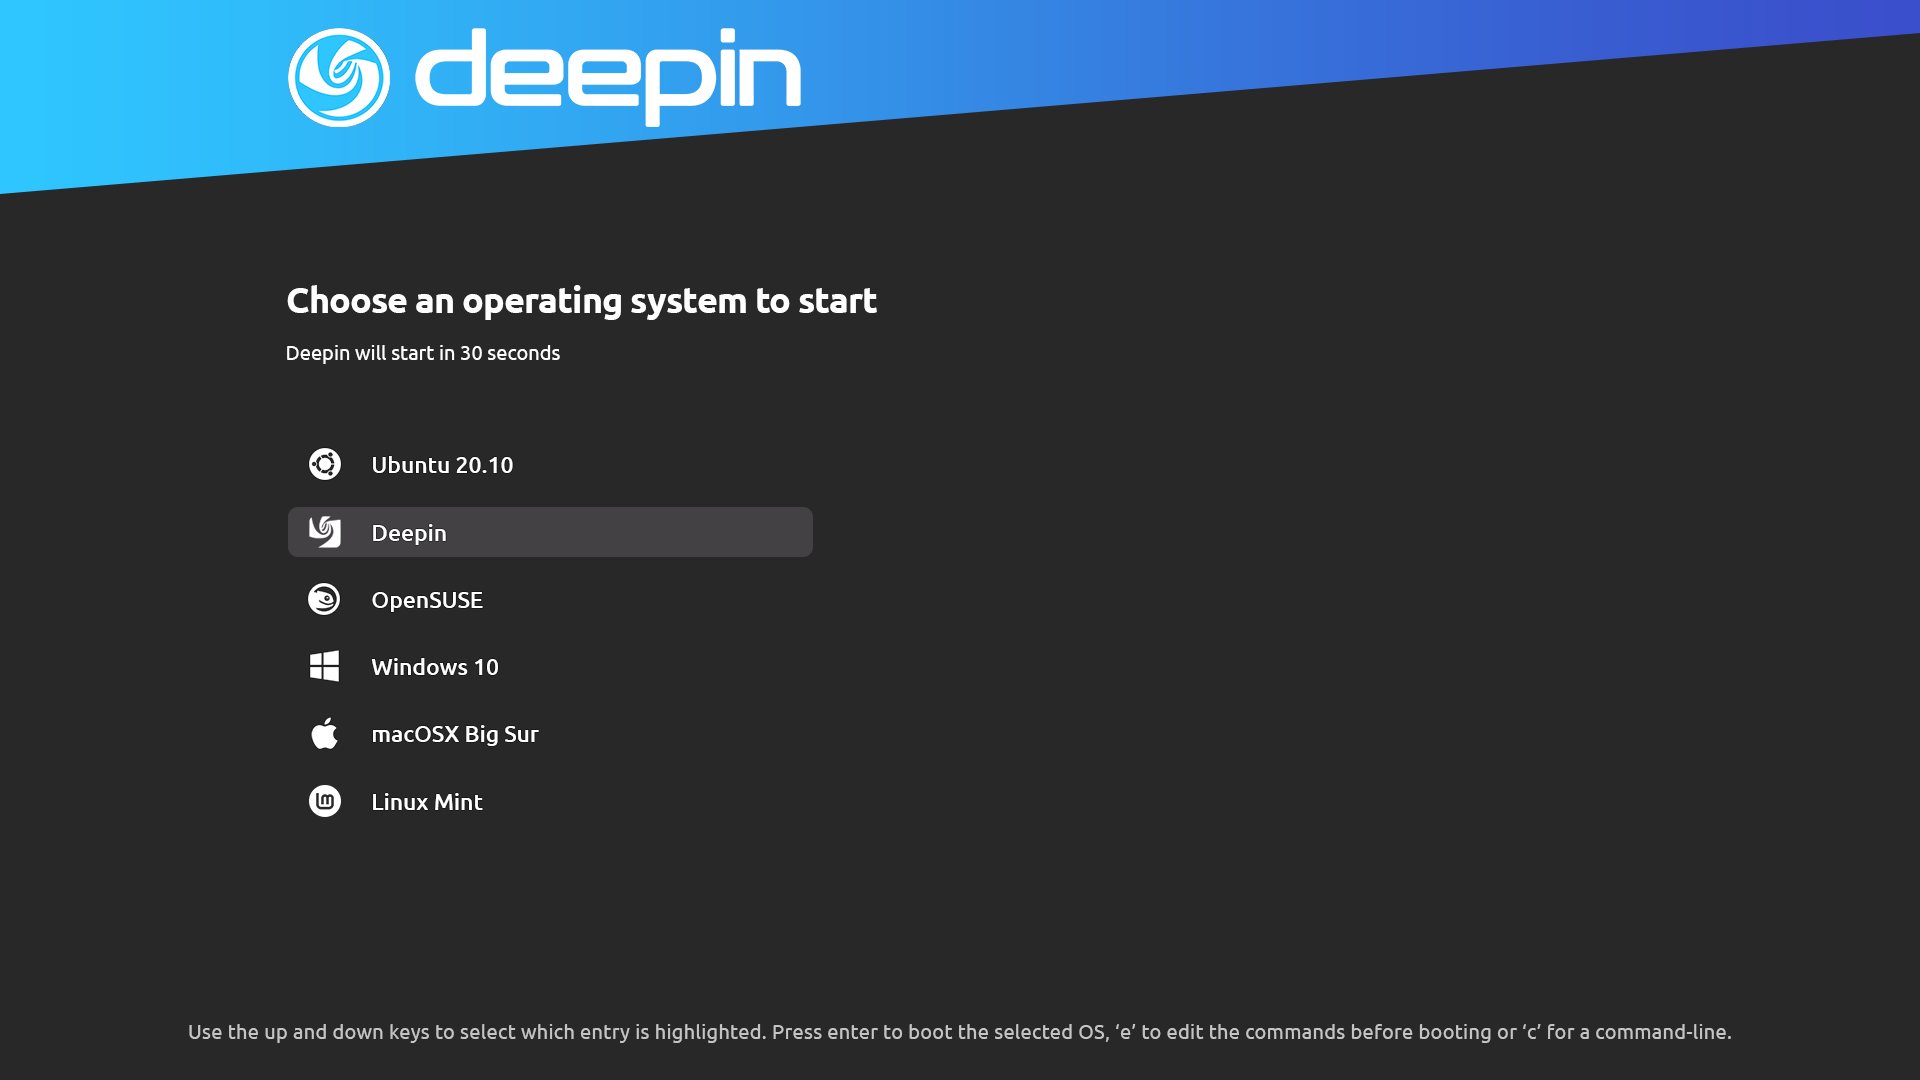 deepin
Choose an operating system to start
Deepin will start in 30 seconds
Ubuntu 20.10
Deepin
OpenSUSE
Windows 10
macOSX Big Sur
Linux Mint
Use the up and down keys to select which entry is highlighted. Press enter to boot the selected OS, ‘e’ to edit the commands before booting or ‘c’ for a command-line.